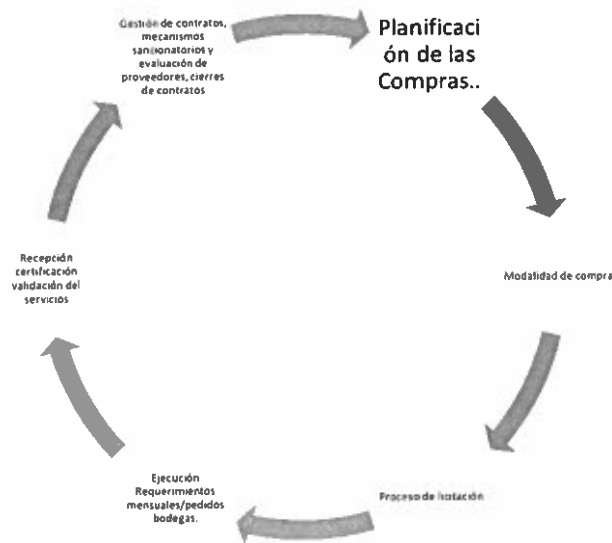 Planificaci
ón de las
Compras..
Modalidad de compra
Proceso de licitación
Ejecución
Requerimientos
mensuales/pedidos
bodegas.
Recepción
certificación
validación del
servicios
Gestión de contratos,
mecanismos
sancionatorios y
evaluación de
proveedores, cierres
de contratos